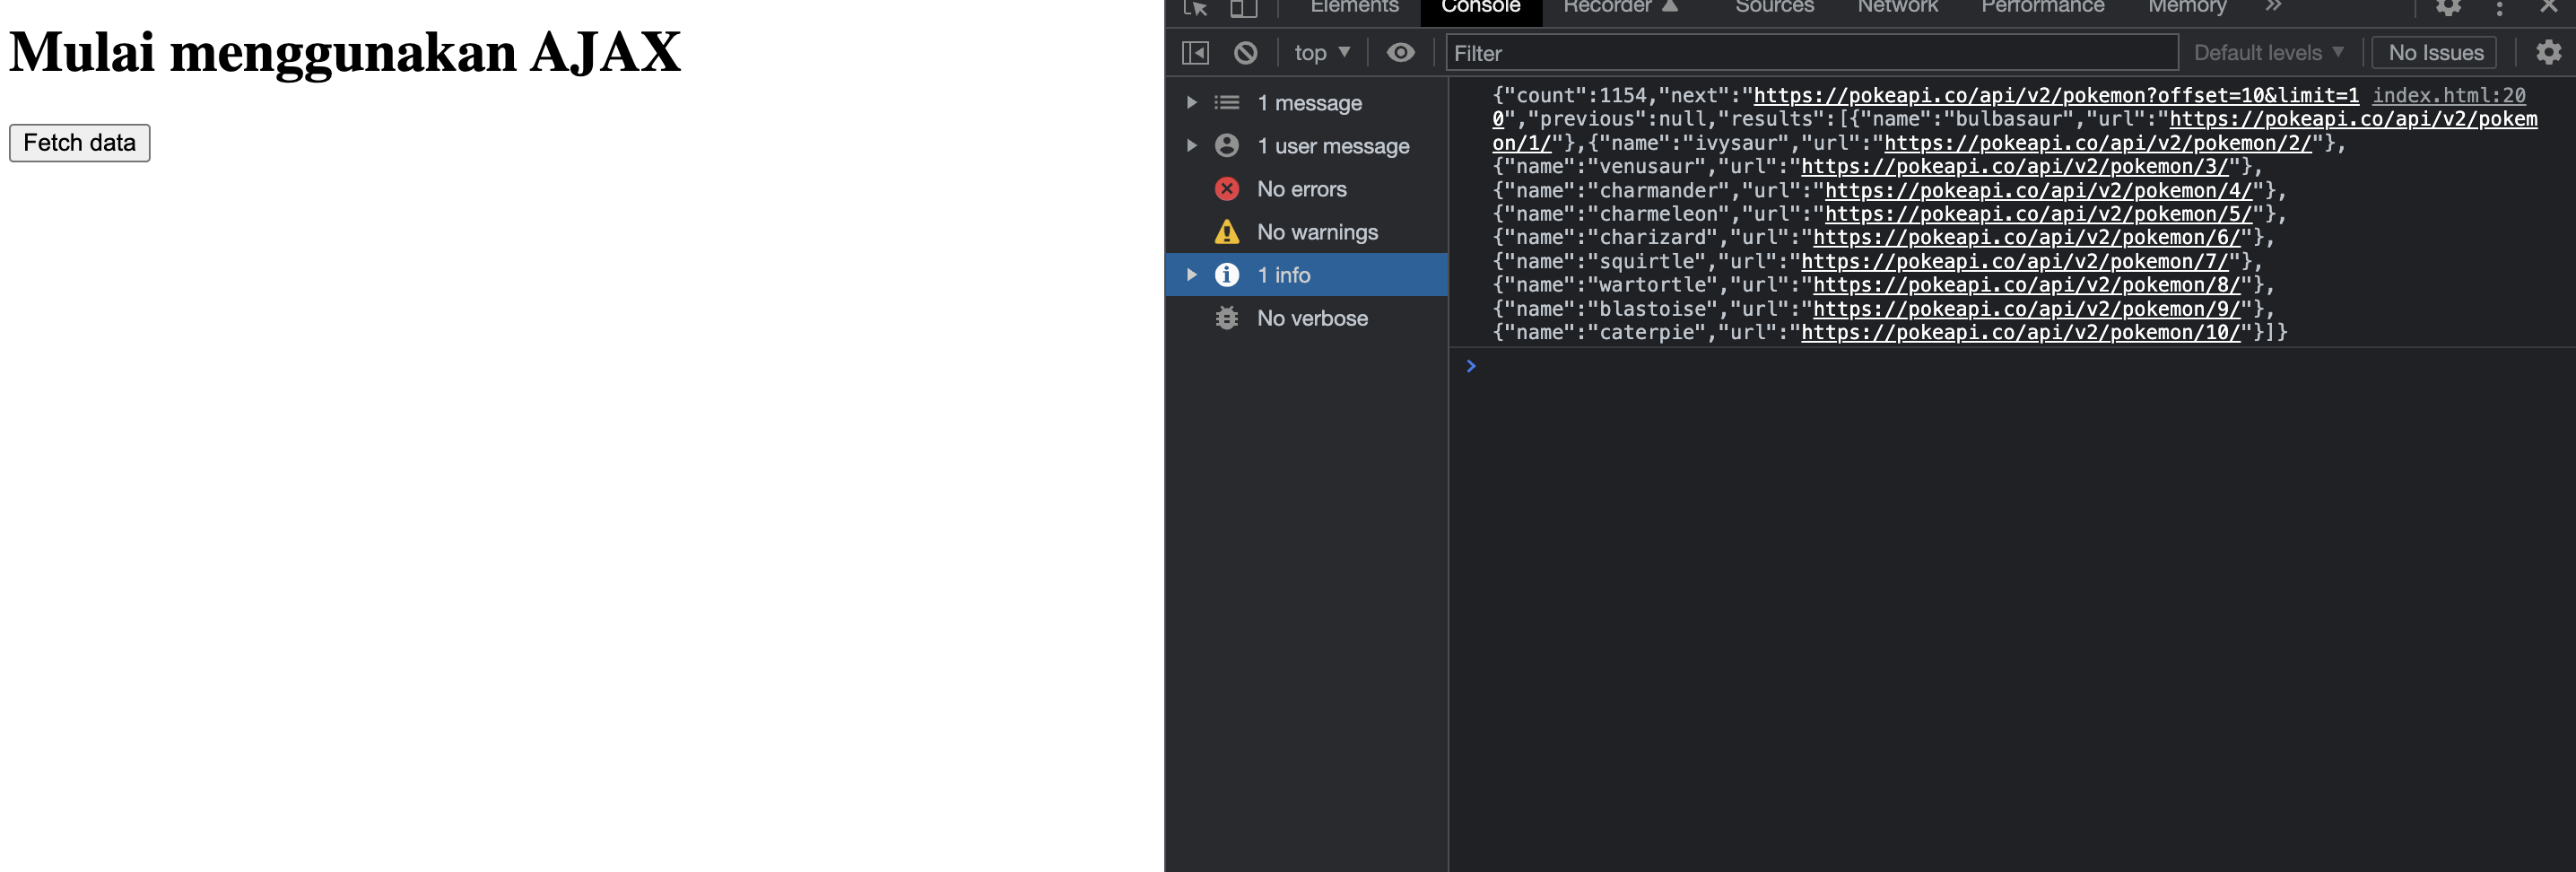 Mulai menggunakan AJAX
Fetch data
Elements Console Recorder Sources Network Performance Memory
top Filter Default levels No Issues
1 message
1 user message
No errors
No warnings
1 info
No verbose
{"count":1154,"next":"https://pokeapi.co/api/v2/pokemon?offset=10&limit=1 index.html:20
0","previous":null,"results":[{"name":"bulbasaur","url":"https://pokeapi.co/api/v2/pokem
on/1/"},{"name":"ivysaur","url":"https://pokeapi.co/api/v2/pokemon/2/"},
{"name":"venusaur","url":"https://pokeapi.co/api/v2/pokemon/3/"},
{"name":"charmander","url":"https://pokeapi.co/api/v2/pokemon/4/"},
{"name":"charmeleon","url":"https://pokeapi.co/api/v2/pokemon/5/"},
{"name":"charizard","url":"https://pokeapi.co/api/v2/pokemon/6/"},
{"name":"squirtle","url":"https://pokeapi.co/api/v2/pokemon/7/"},
{"name":"wartortle","url":"https://pokeapi.co/api/v2/pokemon/8/"},
{"name":"blastoise","url":"https://pokeapi.co/api/v2/pokemon/9/"},
{"name":"caterpie","url":"https://pokeapi.co/api/v2/pokemon/10/"}]}